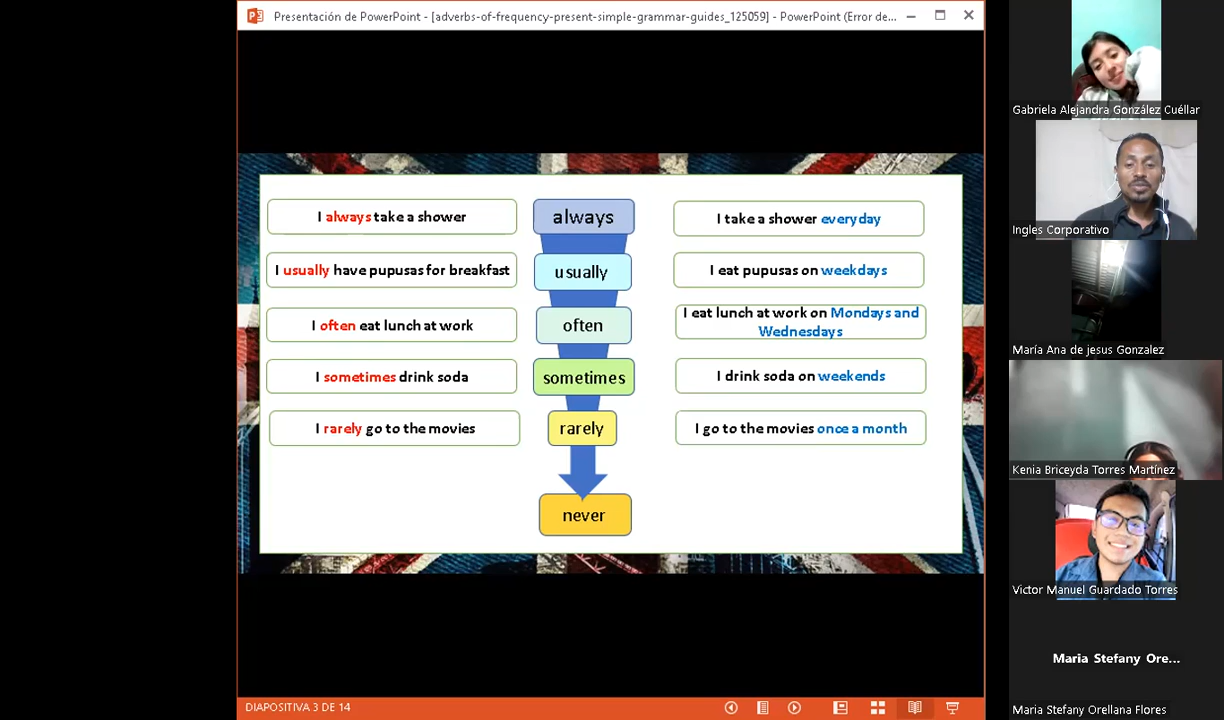 Presentación de PowerPoint - [adverbs-of-frequency-present-simple-grammar-guides_125059] - PowerPoint (Error de...
I always take a shower
always
I take a shower everyday
I usually have pupusas for breakfast
usually
I eat pupusas on weekdays
I often eat lunch at work
often
I eat lunch at work on Mondays and
Wednesdays
I sometimes drink soda
sometimes
I drink soda on weekends
I rarely go to the movies
rarely
I go to the movies once a month
never
DIAPOSITIVA 3 DE 14
Gabriela Alejandra González Cuéllar
Ingles Corporativo
María Ana de jesus Gonzalez
Kenia Briceyda Torres Martínez
Victor Manuel Guardado Torres
Maria Stefany Ore...
Maria Stefany Orellana Flores